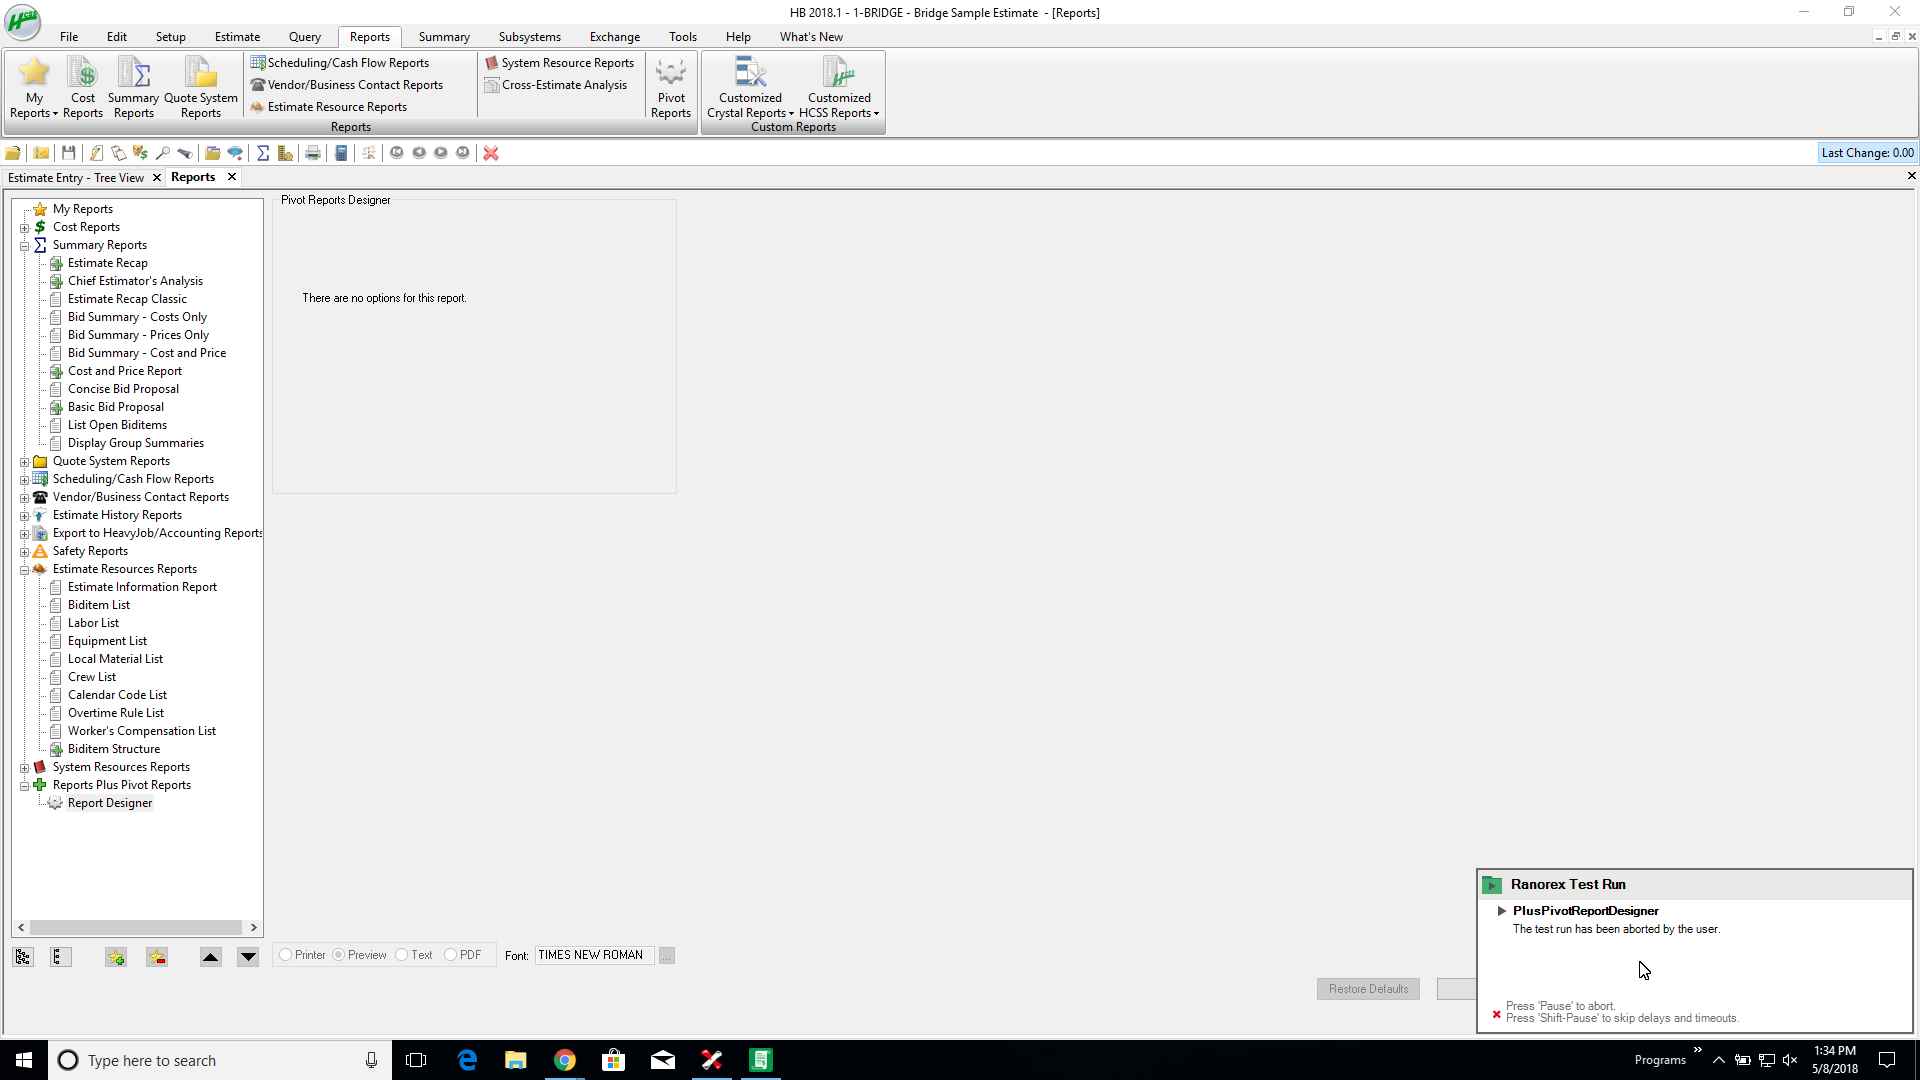 HB 2018.1 - 1-BRIDGE - Bridge Sample Estimate - [Reports]
HCSS
File Edit Setup Estimate Query Reports Summary Subsystems Exchange Tools Help What's New
My Reports
Cost Reports
Summary Reports
Quote System Reports
Scheduling/Cash Flow Reports
Vendor/Business Contact Reports
Estimate Resource Reports
System Resource Reports
Cross-Estimate Analysis
Pivot Reports
Reports
Customized Crystal Reports
Customized HCSS Reports
Custom Reports
Last Change: 0.00
Estimate Entry - Tree View
Reports
My Reports
Cost Reports
Summary Reports
Estimate Recap
Chief Estimator's Analysis
Estimate Recap Classic
Bid Summary - Costs Only
Bid Summary - Prices Only
Bid Summary - Cost and Price
Cost and Price Report
Concise Bid Proposal
Basic Bid Proposal
List Open Biditems
Display Group Summaries
Quote System Reports
Scheduling/Cash Flow Reports
Vendor/Business Contact Reports
Estimate History Reports
Export to HeavyJob/Accounting Reports
Safety Reports
Estimate Resources Reports
Estimate Information Report
Biditem List
Labor List
Equipment List
Local Material List
Crew List
Calendar Code List
Overtime Rule List
Worker's Compensation List
Biditem Structure
System Resources Reports
Reports Plus Pivot Reports
Report Designer
Pivot Reports Designer
There are no options for this report.
Printer Preview Text PDF
Font: TIMES NEW ROMAN ...
Restore Defaults
Ranorex Test Run
PlusPivotReportDesigner
The test run has been aborted by the user.
Press 'Pause' to abort.
Press 'Shift-Pause' to skip delays and timeouts.
Type here to search
Programs
1:34 PM
5/8/2018